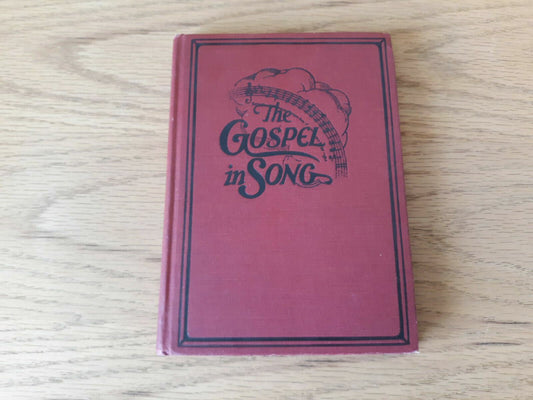 The
GOSPEL
in SONG